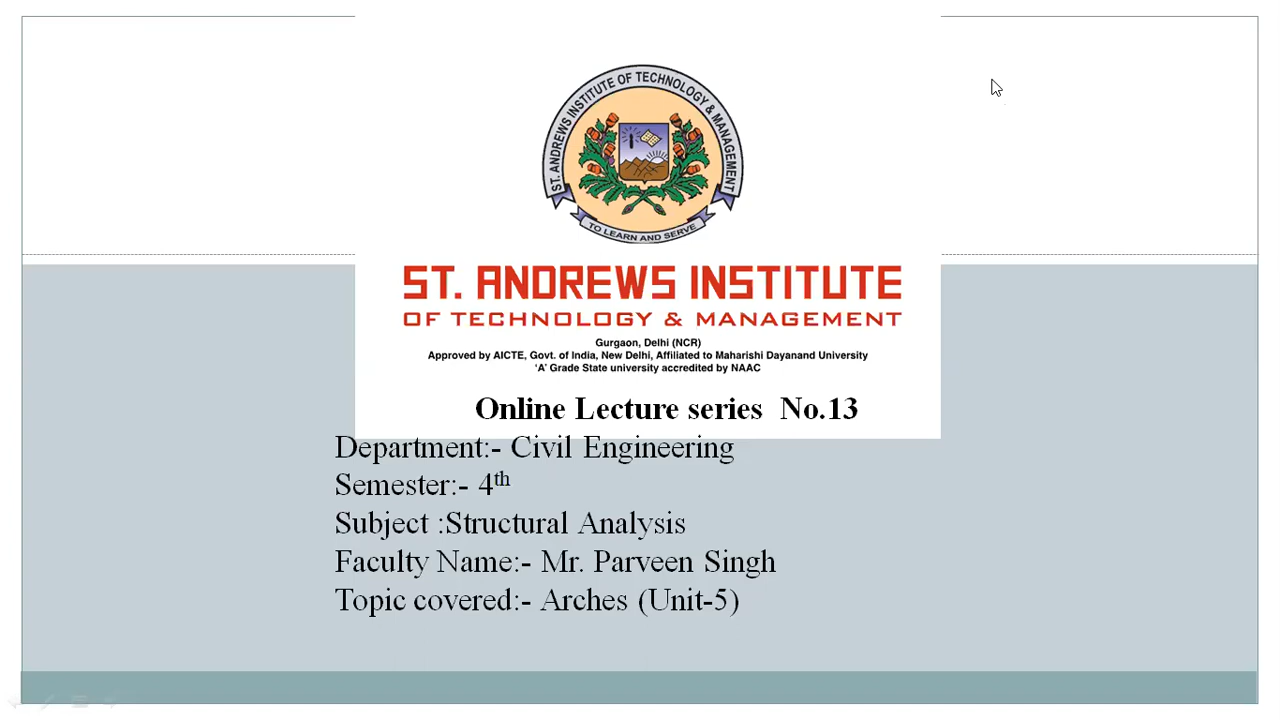 ST. ANDREWS INSTITUTE OF TECHNOLOGY & MANAGEMENT
TO LEARN AND SERVE
ST. ANDREWS INSTITUTE
OF TECHNOLOGY & MANAGEMENT
Gurgaon, Delhi (NCR)
Approved by AICTE, Govt. of India, New Delhi, Affiliated to Maharishi Dayanand University
'A' Grade State university accredited by NAAC
Online Lecture series No.13
Department:- Civil Engineering
Semester:- 4th
Subject :Structural Analysis
Faculty Name:- Mr. Parveen Singh
Topic covered:- Arches (Unit-5)